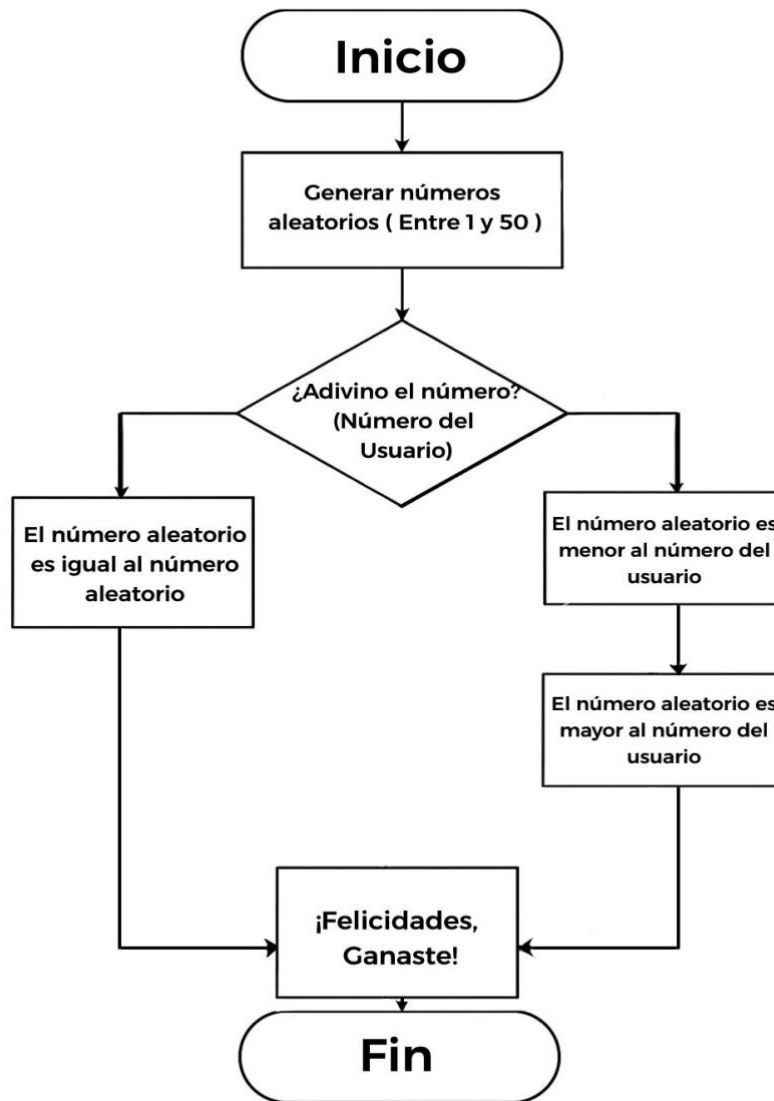 Inicio
Generar números
aleatorios ( Entre 1 y 50 )
¿Adivino el número?
(Número del
Usuario)
El número aleatorio
es igual al número
aleatorio
El número aleatorio es
menor al número del
usuario
El número aleatorio es
mayor al número del
usuario
¡Felicidades,
Ganaste!
Fin